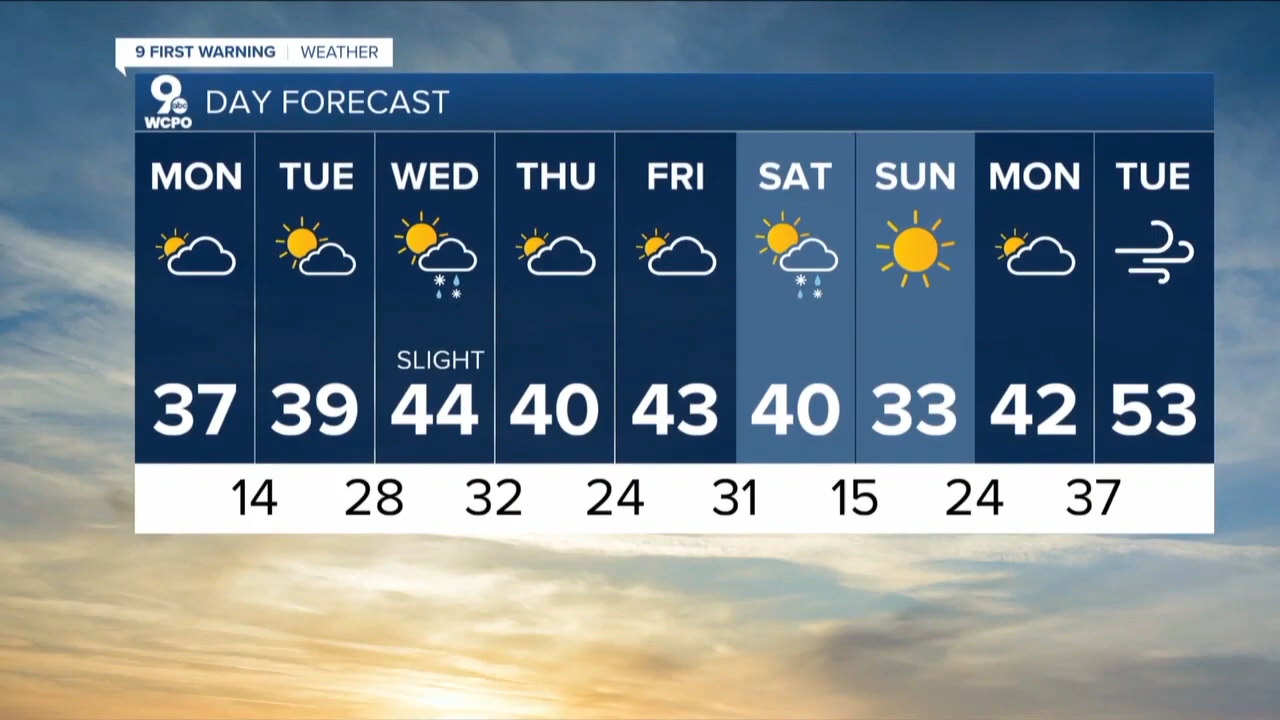 9 FIRST WARNING | WEATHER
9 abc WCPO DAY FORECAST
MON TUE WED THU FRI SAT SUN MON TUE
SLIGHT
37 39 44 40 43 40 33 42 53
14 28 32 24 31 15 24 37